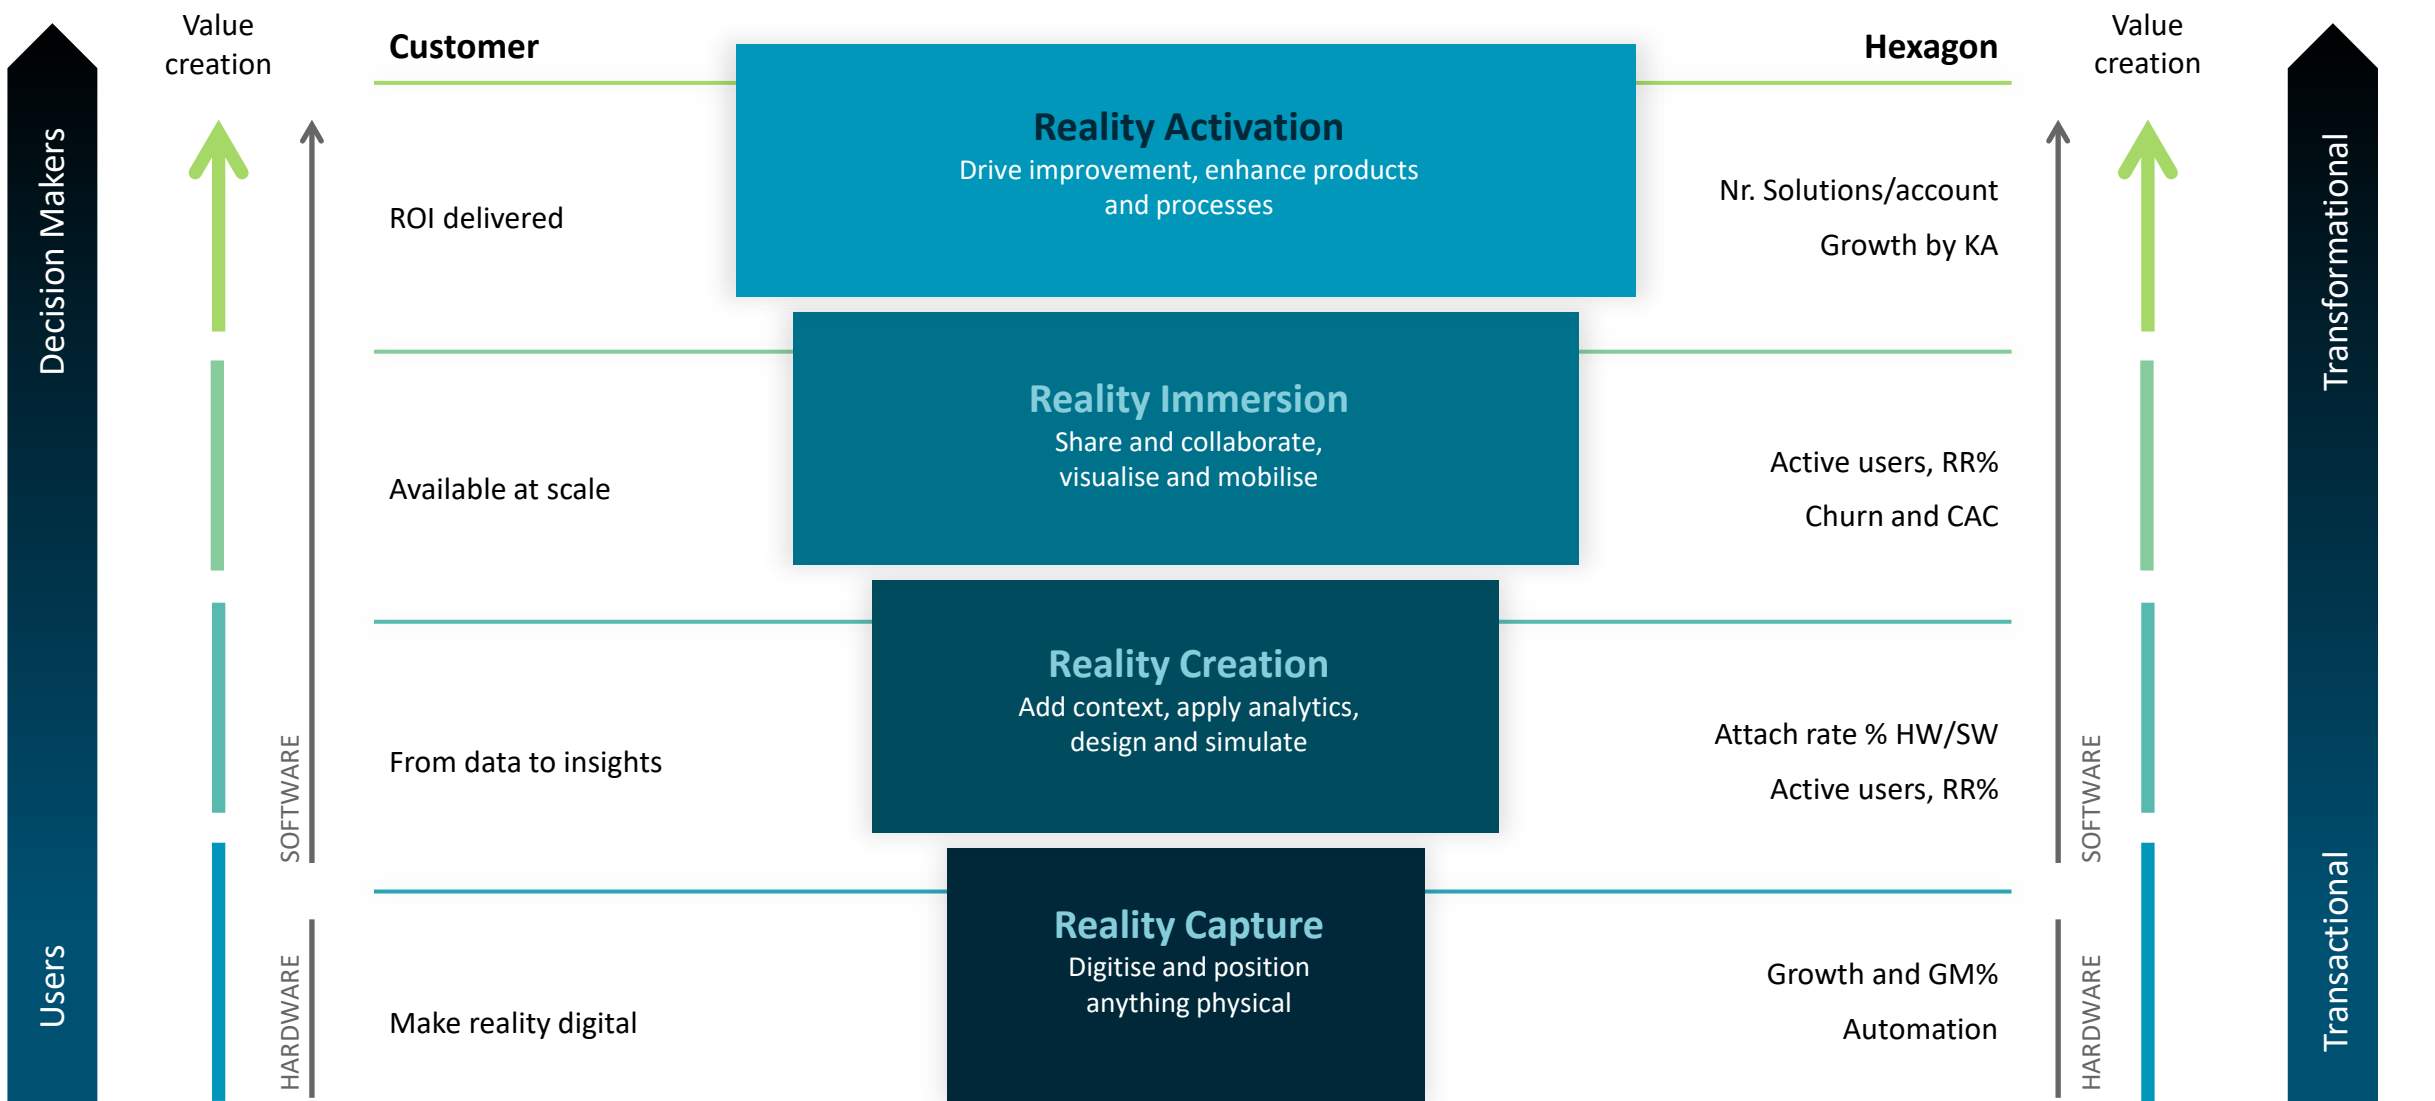 Value
creation
Customer
Hexagon
Value
creation
Decision Makers
Users
SOFTWARE
HARDWARE
ROI delivered
Reality Activation
Drive improvement, enhance products
and processes
Nr. Solutions/account
Growth by KA
Available at scale
Reality Immersion
Share and collaborate,
visualise and mobilise
Active users, RR%
Churn and CAC
From data to insights
Reality Creation
Add context, apply analytics,
design and simulate
Attach rate % HW/SW
Active users, RR%
Make reality digital
Reality Capture
Digitise and position
anything physical
Growth and GM%
Automation
SOFTWARE
HARDWARE
Transformational
Transactional